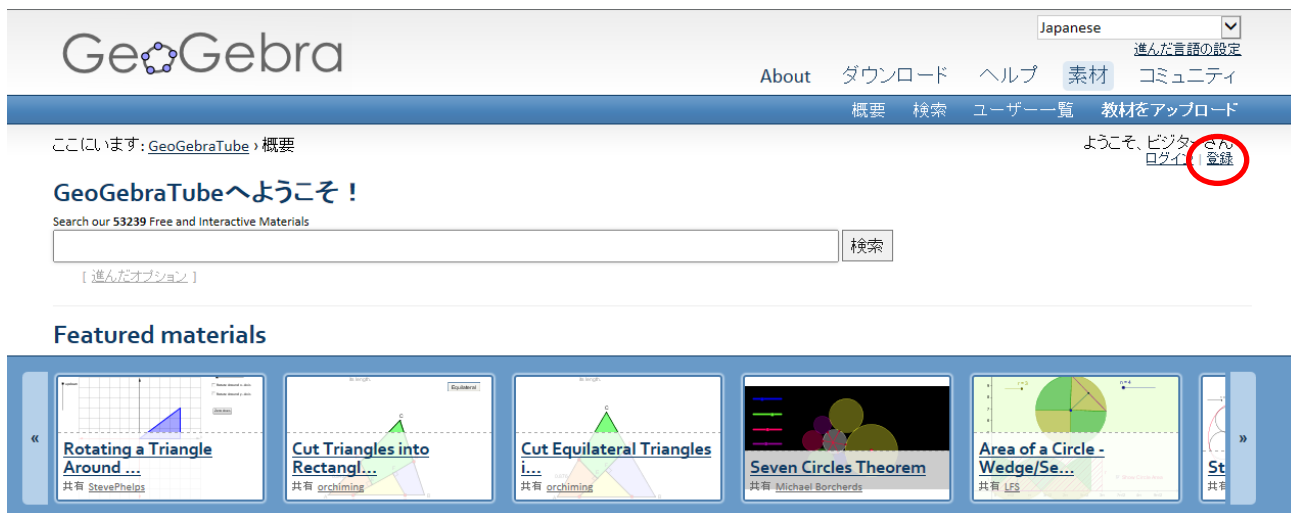 GeoGebra
Japanese
進んだ言語の設定
About ダウンロード ヘルプ 素材 コミュニティ
概要 検索 ユーザー一覧 教材をアップロード
ここにいます: GeoGebraTube › 概要
ようこそ、ビジターさん
ログイン | 登録
GeoGebraTubeへようこそ！
Search our 53239 Free and Interactive Materials
検索
[ 進んだオプション ]
Featured materials
«
Rotating a Triangle
Around ...
共有 StevePhelps
Equilateral
C
Cut Triangles into
Rectangl...
共有 orchiming
C
Cut Equilateral Triangles
i...
共有 orchiming
Seven Circles Theorem
共有 Michael Borcherds
n=4
Area of a Circle -
Wedge/Se...
共有 LFS
St
共有
»